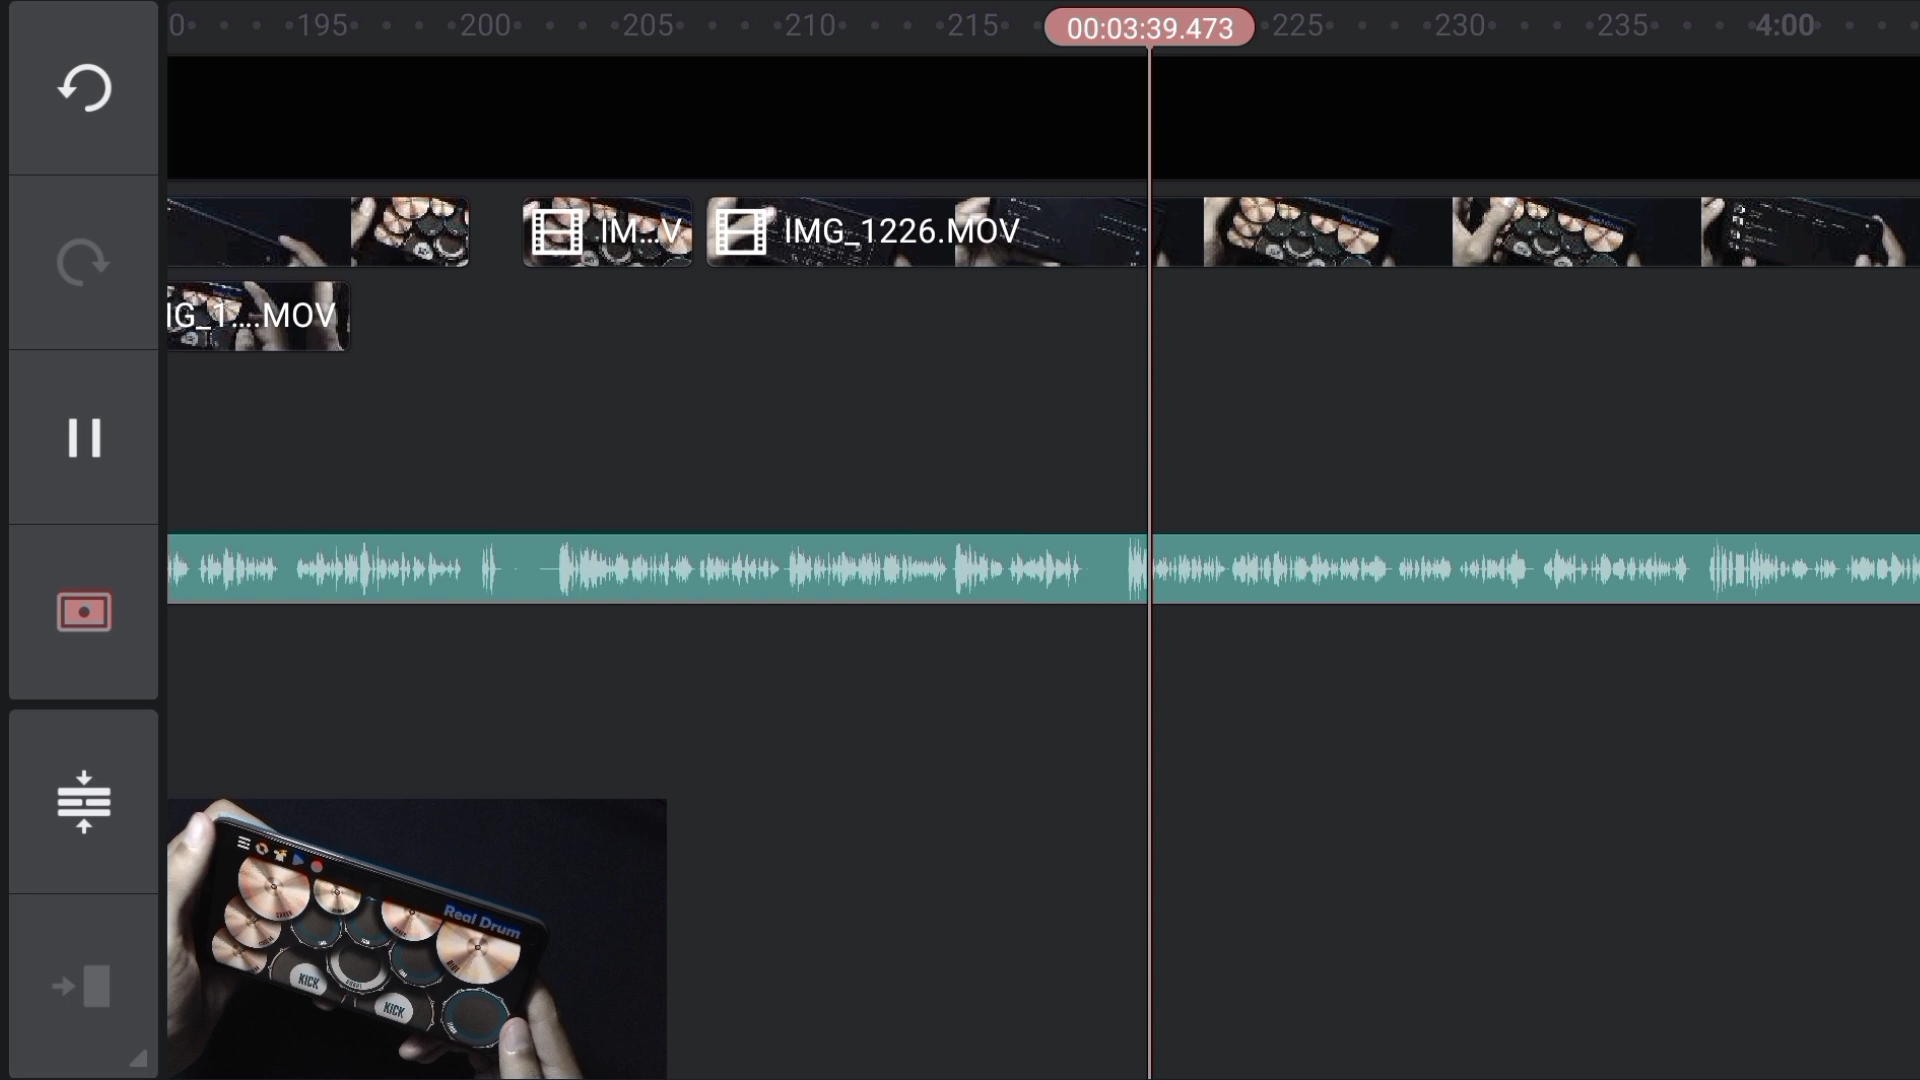 0 195 200 205 210 215 00:03:39.473 225 230 235 4:00
IM...V IMG_1226.MOV
IG_1....MOV
Real Drum
KICK
KICK